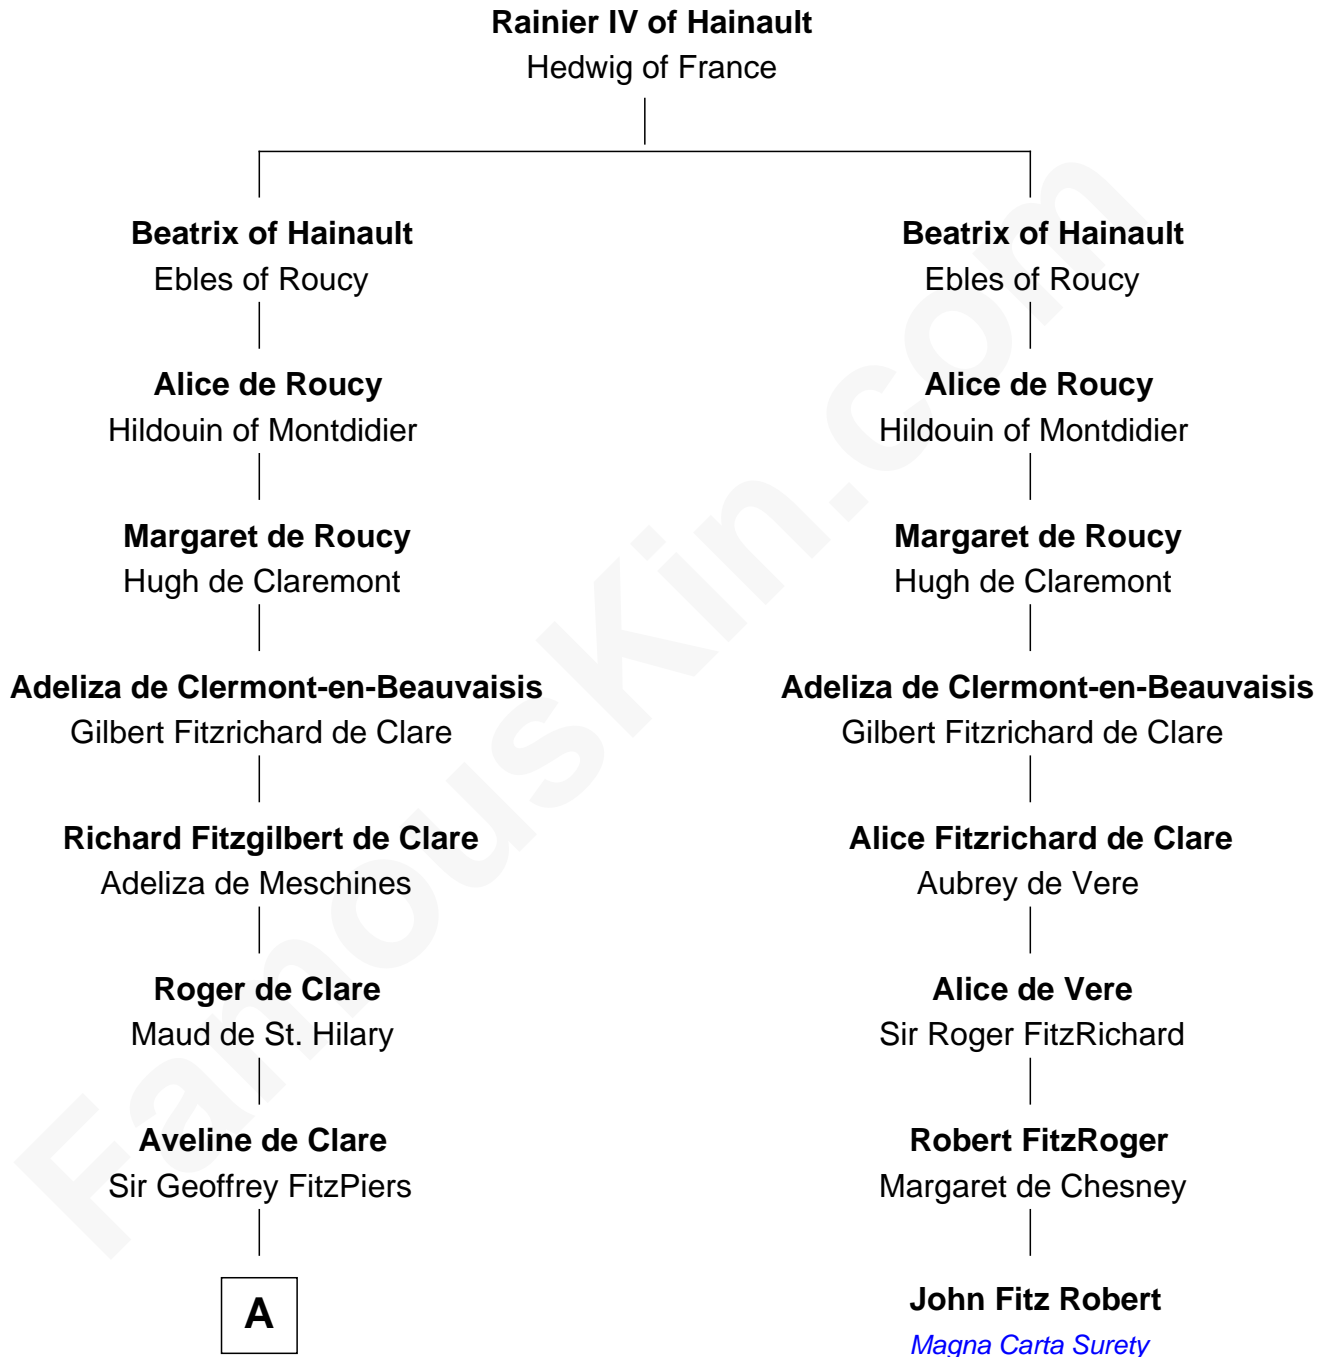 Rainier IV of Hainault
Hedwig of France
Beatrix of Hainault
Ebles of Roucy
Alice de Roucy
Hildouin of Montdidier
Margaret de Roucy
Hugh de Claremont
Adeliza de Clermont-en-Beauvaisis
Gilbert Fitzrichard de Clare
Richard Fitzgilbert de Clare
Adeliza de Meschines
Roger de Clare
Maud de St. Hilary
Aveline de Clare
Sir Geoffrey FitzPiers
A
Beatrix of Hainault
Ebles of Roucy
Alice de Roucy
Hildouin of Montdidier
Margaret de Roucy
Hugh de Claremont
Adeliza de Clermont-en-Beauvaisis
Gilbert Fitzrichard de Clare
Alice Fitzrichard de Clare
Aubrey de Vere
Alice de Vere
Sir Roger FitzRichard
Robert FitzRoger
Margaret de Chesney
John Fitz Robert
Magna Carta Surety
FamousKin.com